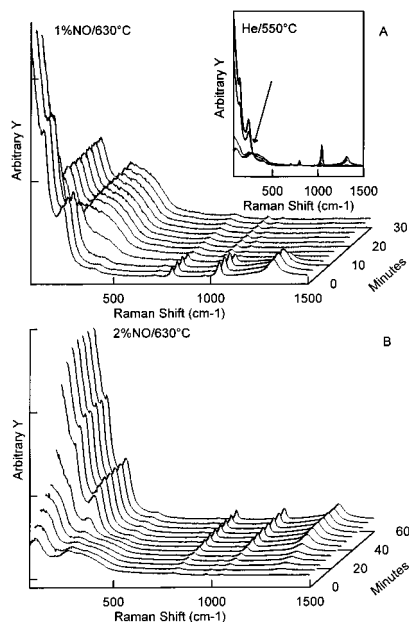 1%NO/630°C
He/550°C
A
Arbitrary Y
Arbitrary Y
500
1000
1500
Raman Shift (cm-1)
30
20
10
0
Minutes
500
1000
1500
Raman Shift (cm-1)
2%NO/630°C
B
Arbitrary Y
60
40
20
0
Minutes
500
1000
1500
Raman Shift (cm-1)